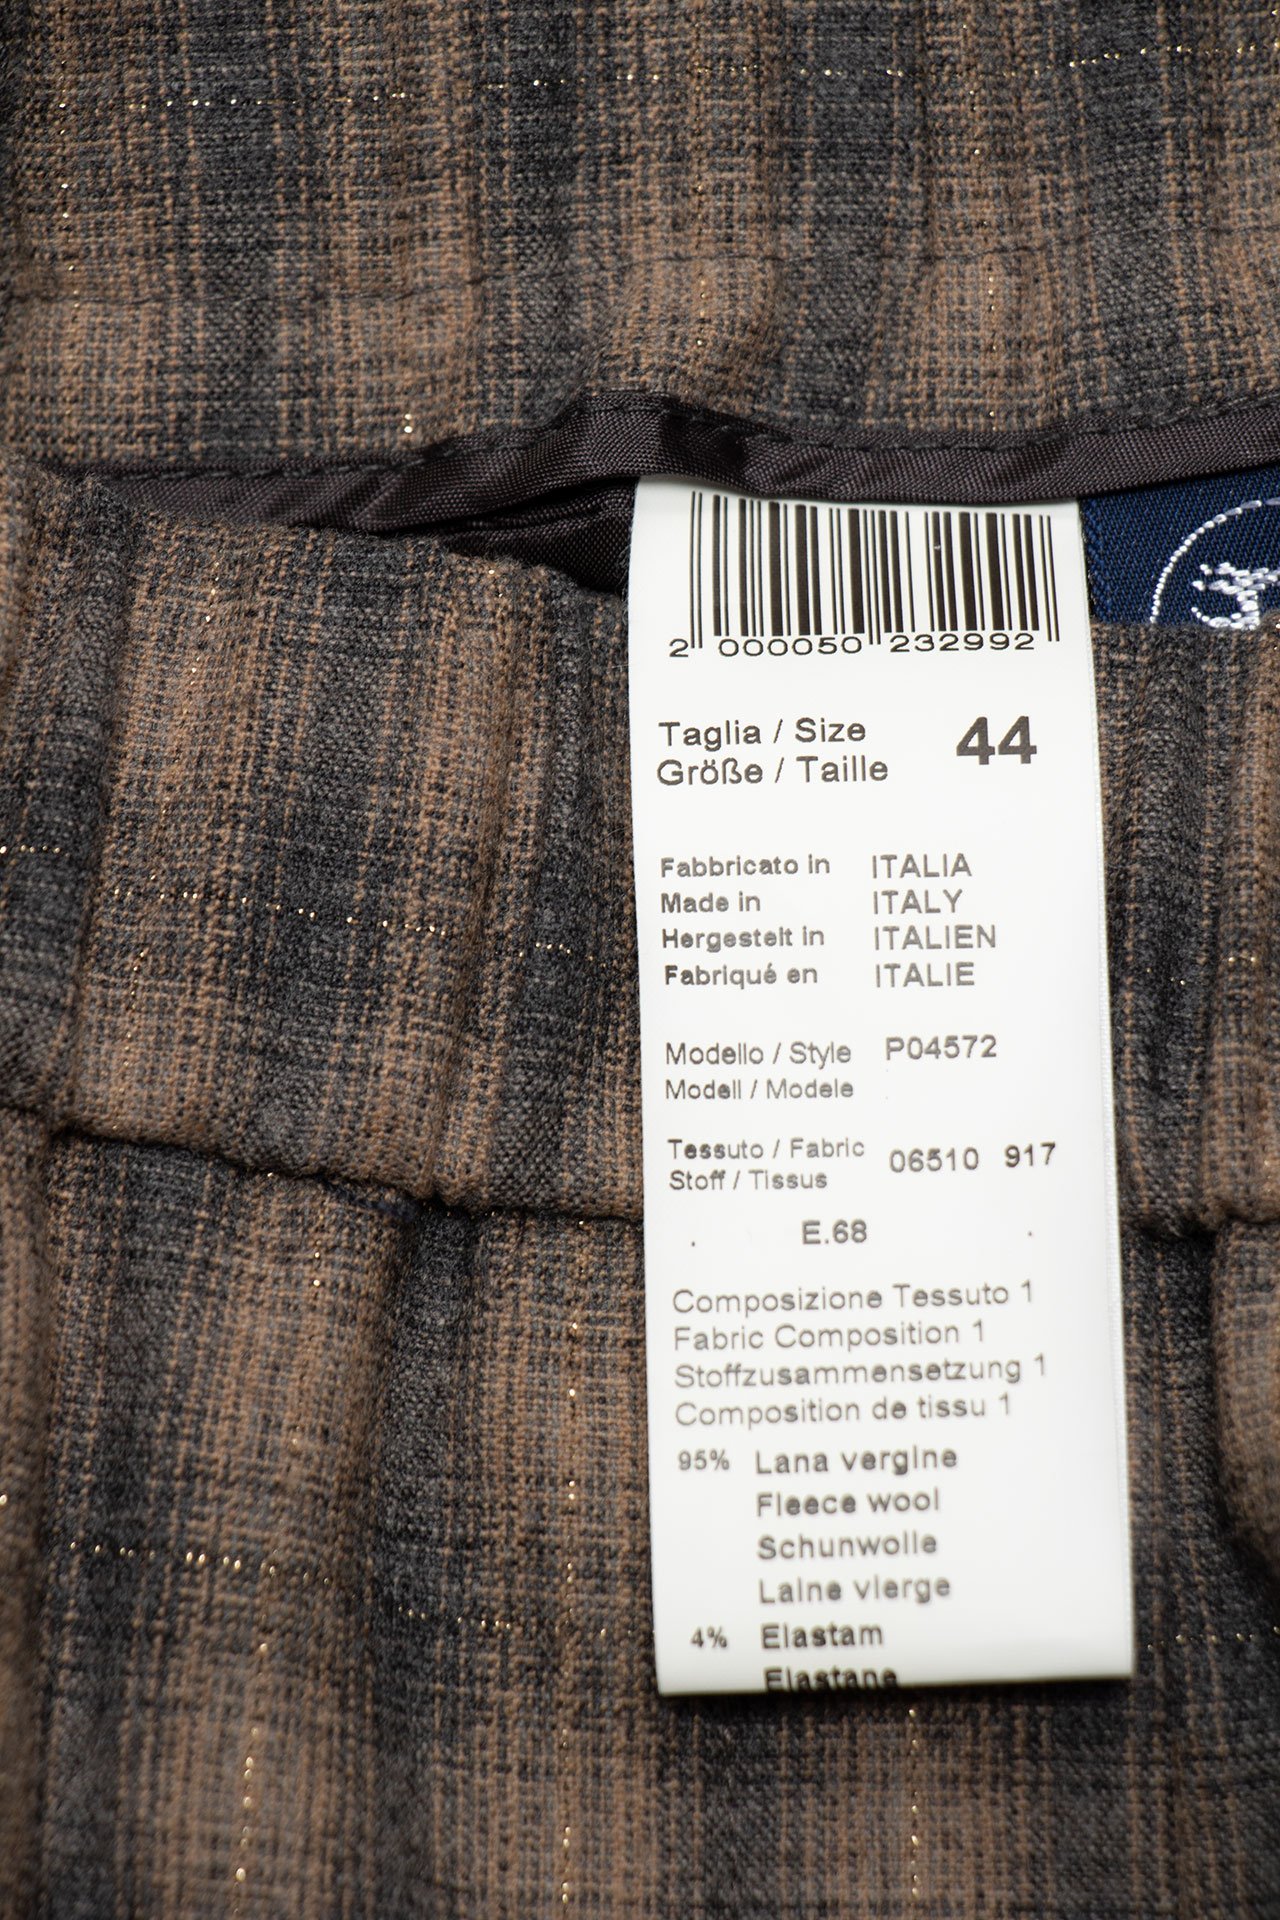 2 000050 232992
Taglia / Size 44
Größe / Taille
Fabbricato in ITALIA
Made in ITALY
Hergestelt in ITALIEN
Fabriqué en ITALIE
Modello / Style P04572
Modell / Modele
Tessuto / Fabric 06510 917
Stoff / Tissus
. E.68 .
Composizione Tessuto 1
Fabric Composition 1
Stoffzusammensetzung 1
Composition de tissu 1
95% Lana vergine
Fleece wool
Schunwolle
Laine vierge
4% Elastam
Elastane